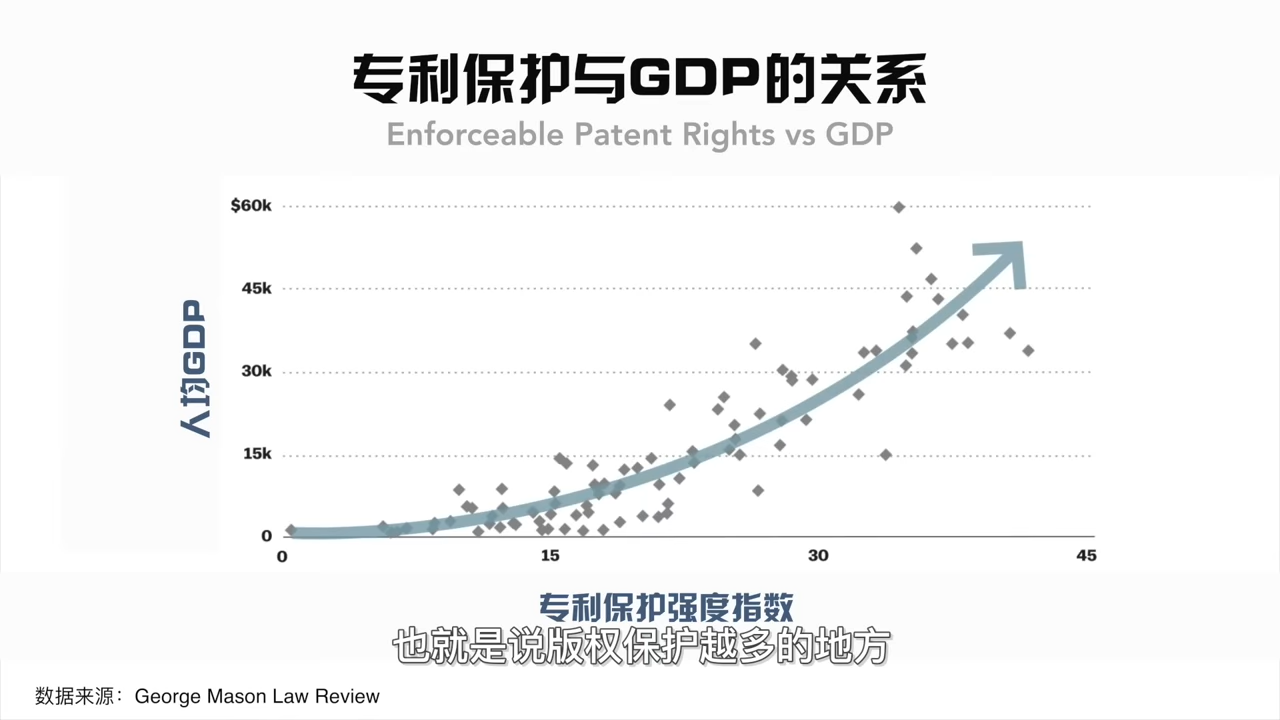 专利保护与GDP的关系
Enforceable Patent Rights vs GDP
$60k
45k
30k
15k
0
人均GDP
0 15 30 45
专利保护强度指数
也就是说版权保护越多的地方
数据来源：George Mason Law Review